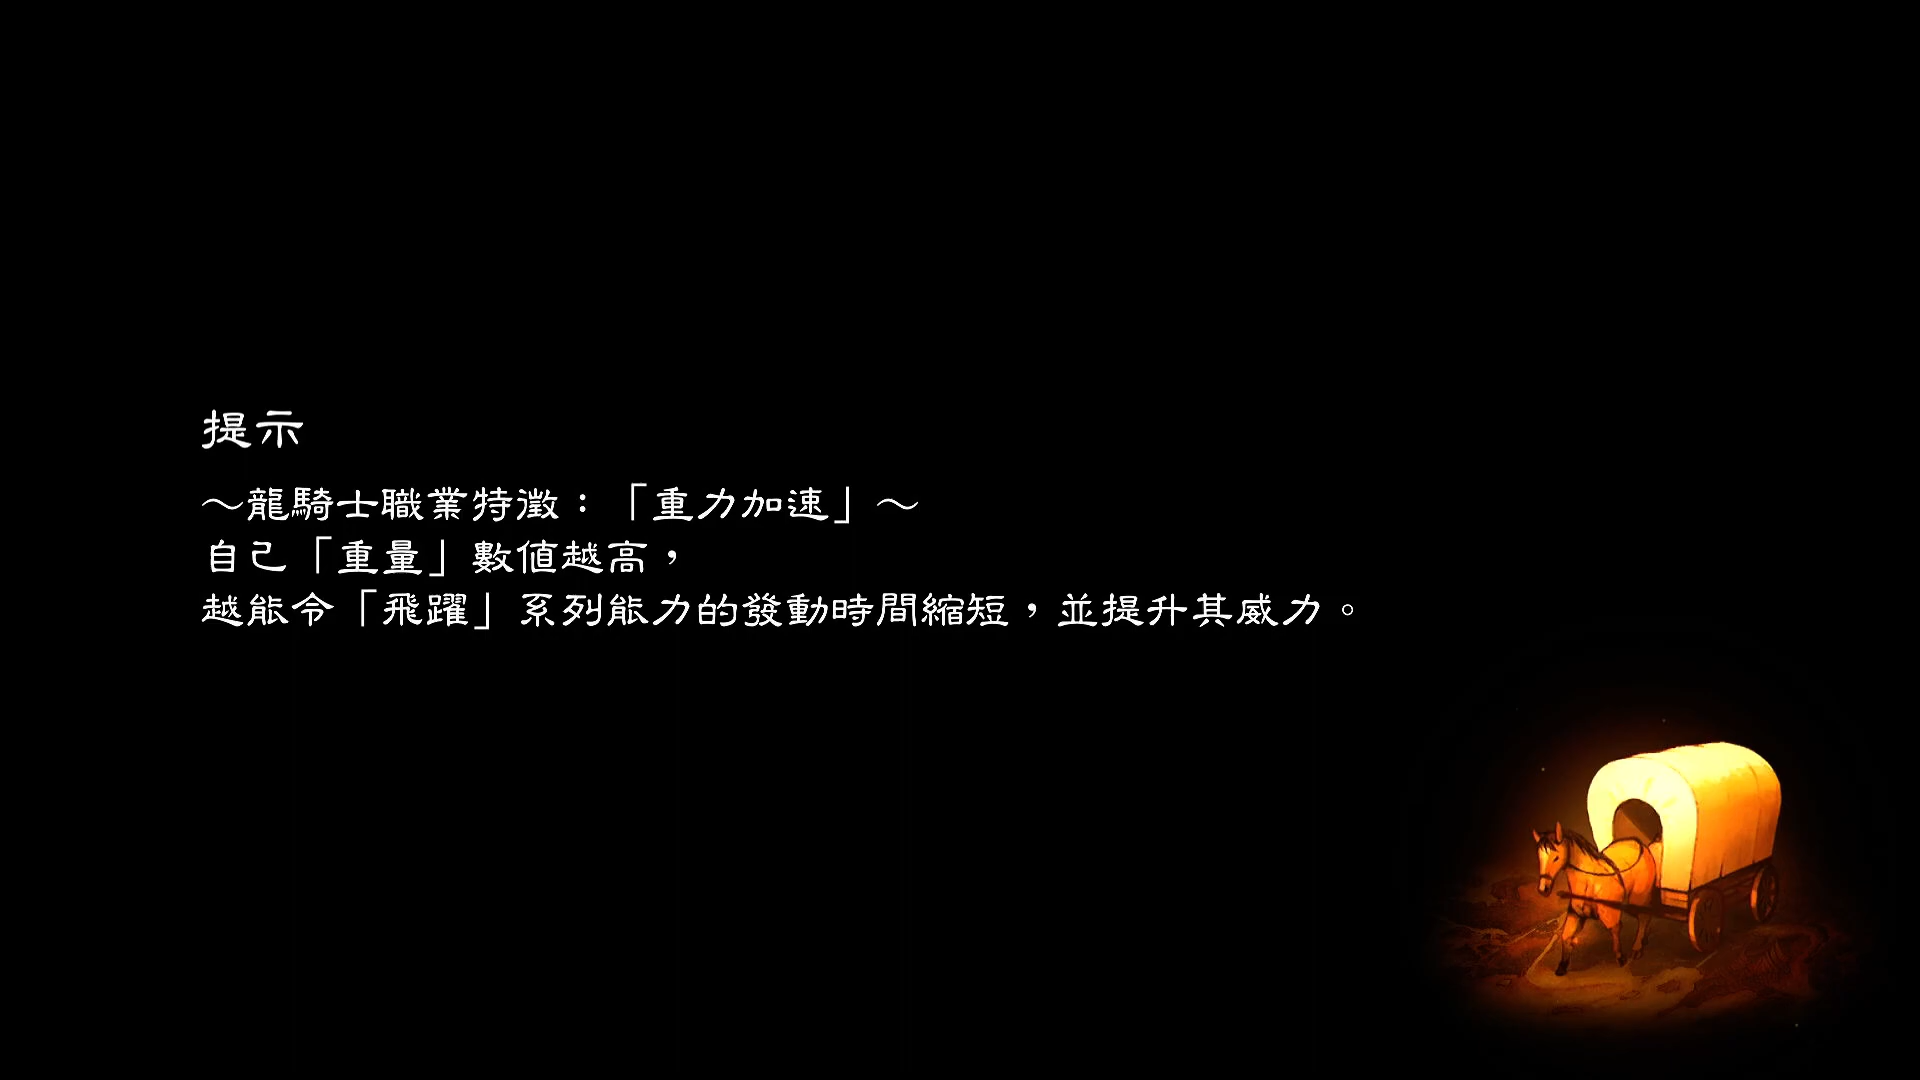 提示
～龍騎士職業特徵：「重力加速」～
自己「重量」數值越高，
越能令「飛躍」系列能力的發動時間縮短，並提升其威力。